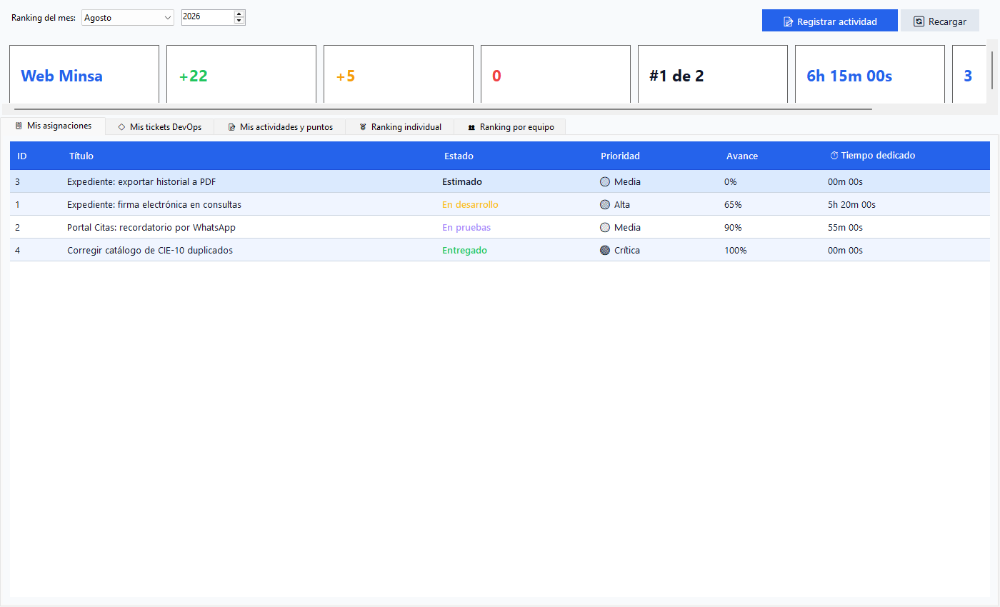 Ranking del mes: Agosto 2026 Registrar actividad Recargar
Web Minsa +22 +5 0 #1 de 2 6h 15m 00s 3
Mis asignaciones Mis tickets DevOps Mis actividades y puntos Ranking individual Ranking por equipo
ID Título Estado Prioridad Avance Tiempo dedicado
3 Expediente: exportar historial a PDF Estimado Media 0% 00m 00s
1 Expediente: firma electrónica en consultas En desarrollo Alta 65% 5h 20m 00s
2 Portal Citas: recordatorio por WhatsApp En pruebas Media 90% 55m 00s
4 Corregir catálogo de CIE-10 duplicados Entregado Crítica 100% 00m 00s